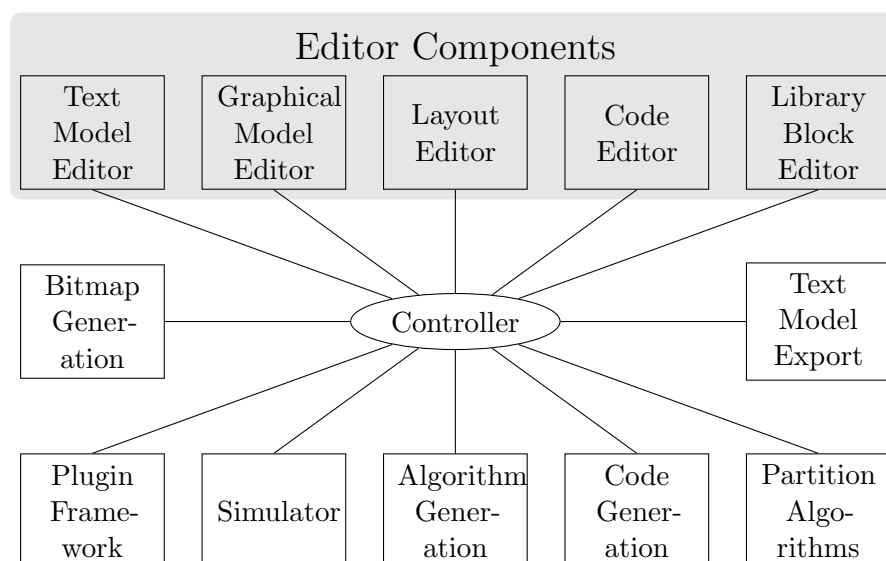 Editor Components
Text
Model
Editor
Graphical
Model
Editor
Layout
Editor
Code
Editor
Library
Block
Editor
Bitmap
Gener-
ation
Controller
Text
Model
Export
Plugin
Frame-
work
Simulator
Algorithm
Gener-
ation
Code
Gener-
ation
Partition
Algo-
rithms